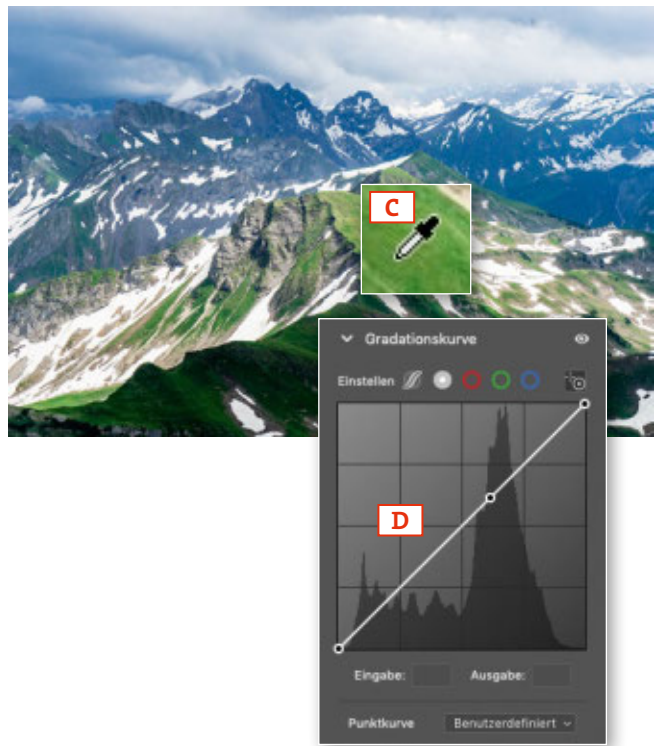 C
Gradationskurve
Einstellen
D
Eingabe: Ausgabe:
Punktkurve Benutzerdefiniert